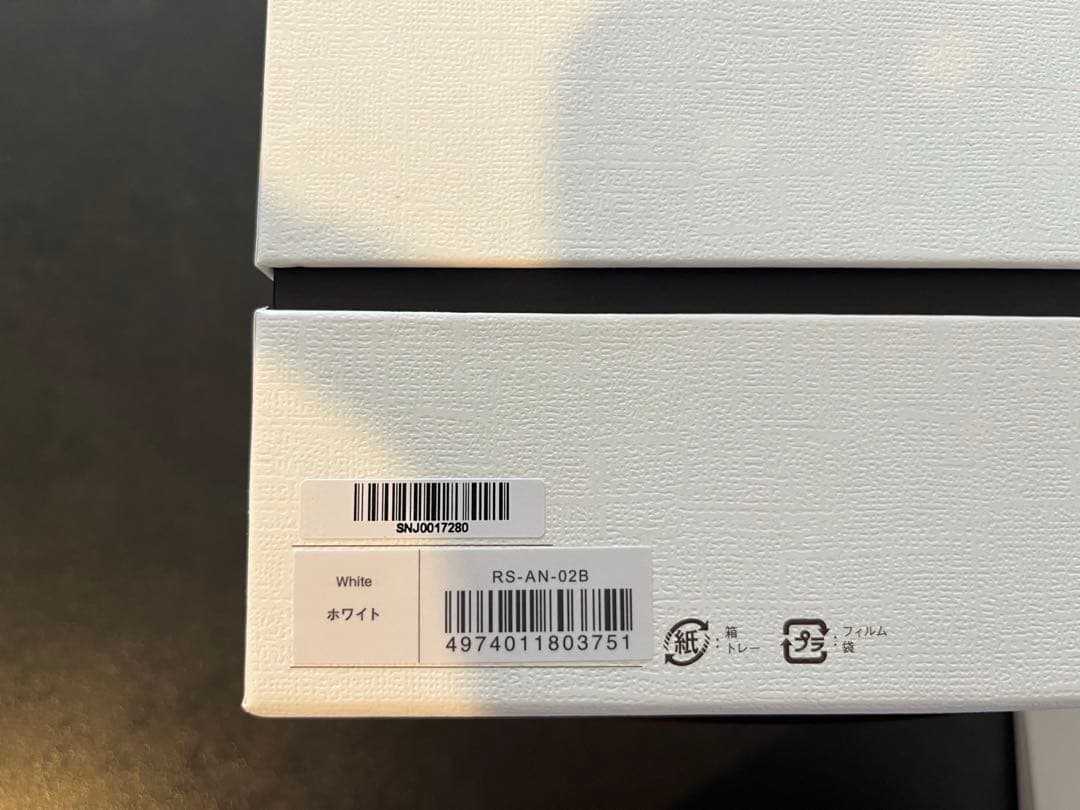 SNJ0017280
White
ホワイト
RS-AN-02B
4974011803751
紙 : 箱
トレー
プラ : フィルム
袋